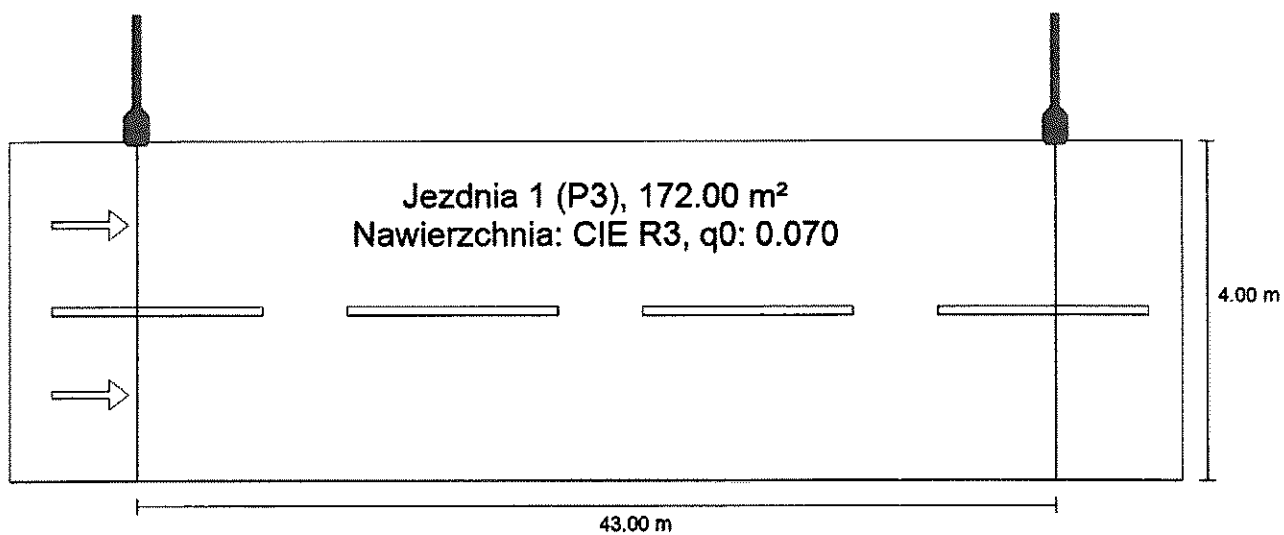 Jezdnia 1 (P3), 172.00 m²
Nawierzchnia: CIE R3, q0: 0.070
4.00 m
43.00 m